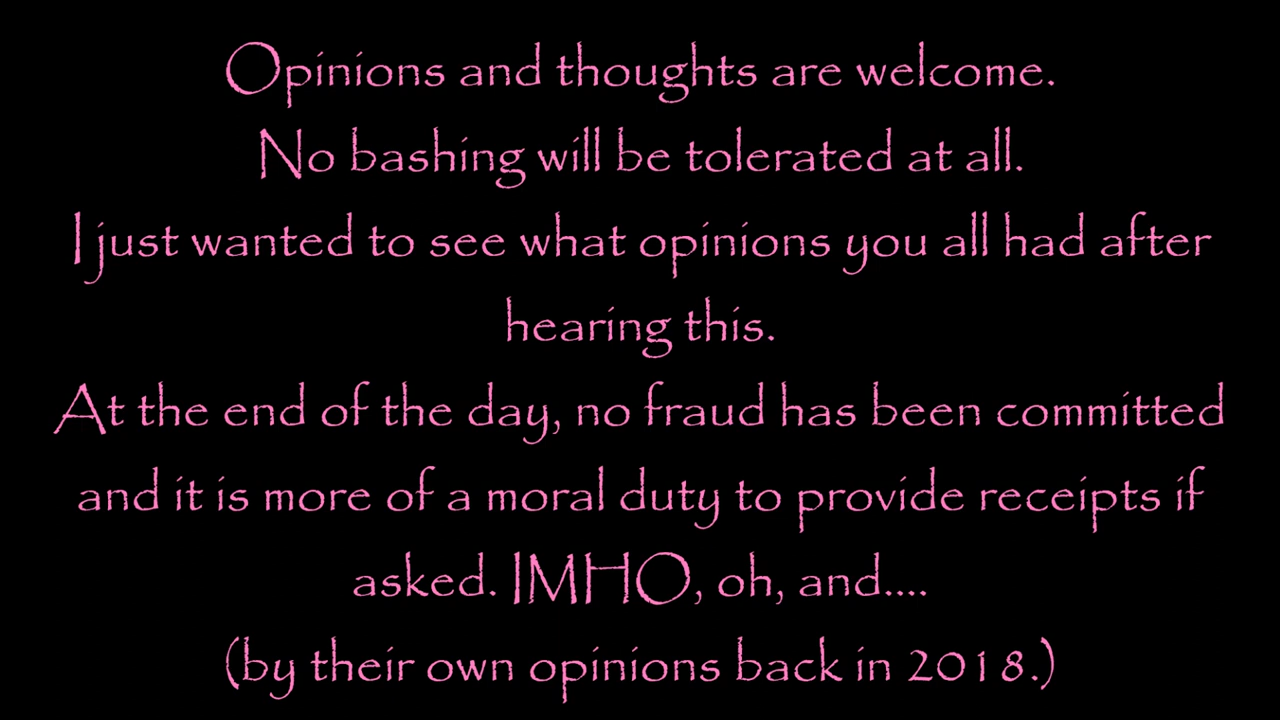 Opinions and thoughts are welcome.
No bashing will be tolerated at all.
I just wanted to see what opinions you all had after
hearing this.
At the end of the day, no fraud has been committed
and it is more of a moral duty to provide receipts if
asked. IMHO, oh, and....
(by their own opinions back in 2018.)